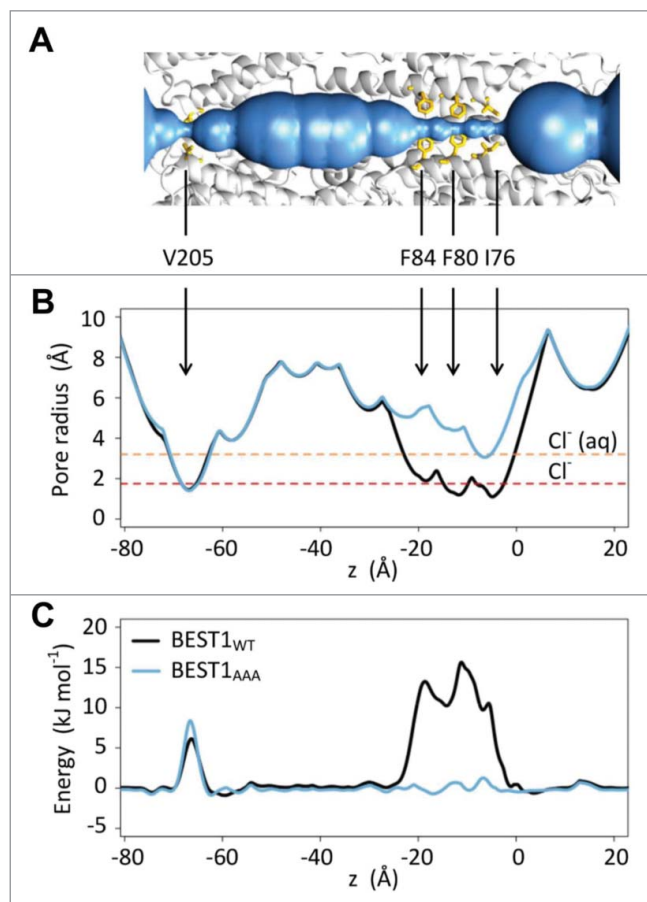 A
V205 F84 F80 I76
B
10
8
6
4
2
0
Pore radius (Å)
Cl⁻ (aq)
Cl⁻
-80 -60 -40 -20 0 20
z (Å)
C
20
15
10
5
0
-5
Energy (kJ mol⁻¹)
BEST1WT
BEST1AAA
-80 -60 -40 -20 0 20
z (Å)